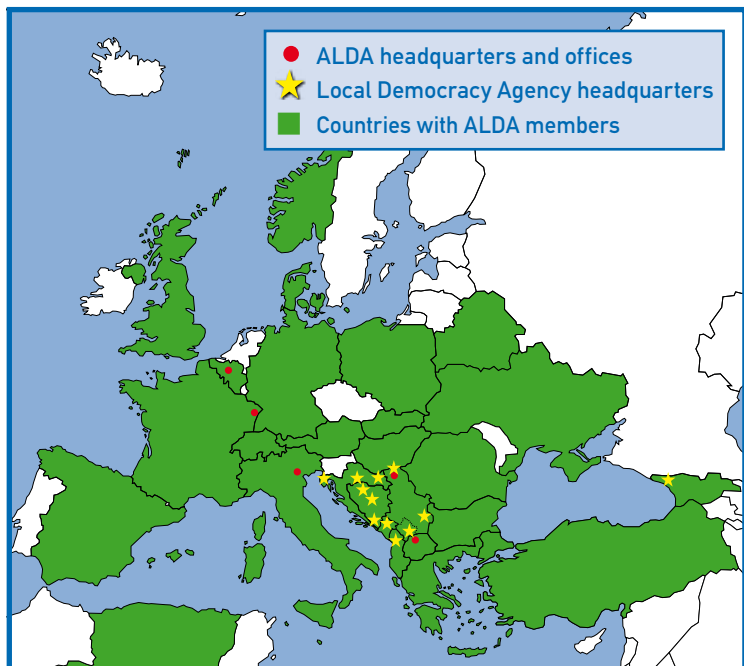 ALDA headquarters and offices
Local Democracy Agency headquarters
Countries with ALDA members